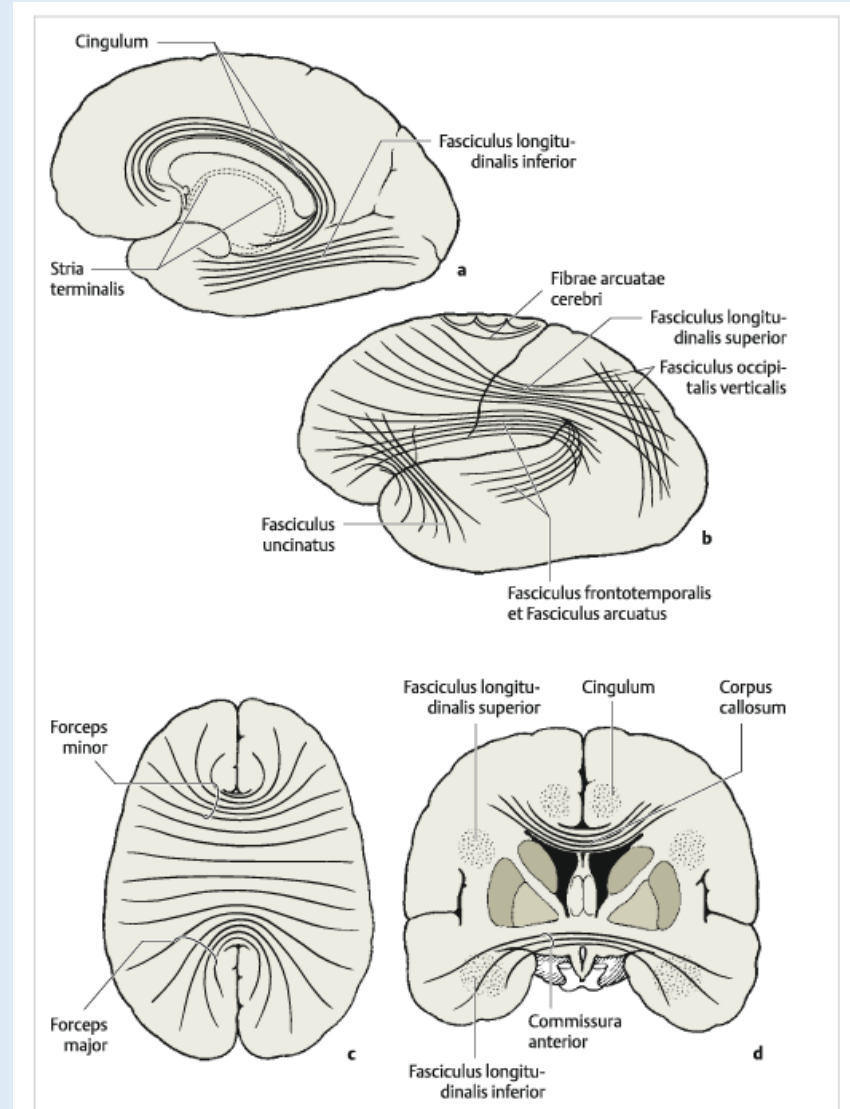 Cingulum
Fasciculus longitu-
dinalis inferior
Stria
terminalis
a
Fibrae arcuatae
cerebri
Fasciculus longitu-
dinalis superior
Fasciculus occipi-
talis verticalis
Fasciculus
uncinatus
b
Fasciculus frontotemporalis
et Fasciculus arcuatus
Forceps
minor
Forceps
major
c
Fasciculus longitu-
dinalis superior
Cingulum
Corpus
callosum
Commissura
anterior
d
Fasciculus longitu-
dinalis inferior